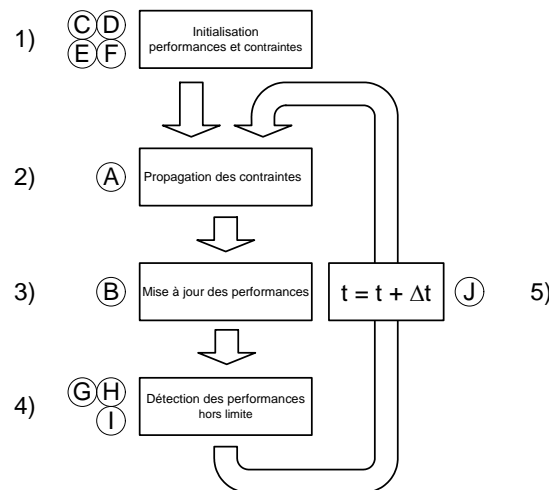 1)
C D
E F
Initialisation
performances et contraintes
2)
A
Propagation des contraintes
3)
B
Mise à jour des performances
t = t + Δt
J
5)
4)
G H
I
Détection des performances
hors limite